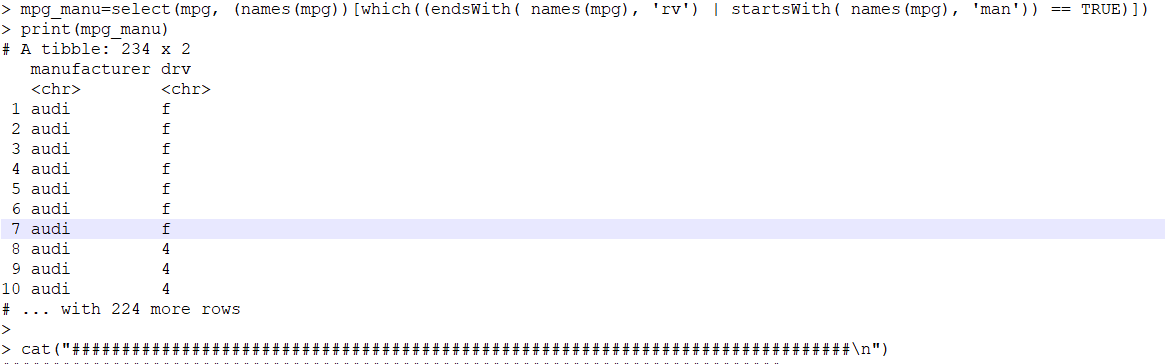 > mpg_manu=select(mpg, (names(mpg))[which((endsWith( names(mpg), 'rv') | startsWith( names(mpg), 'man')) == TRUE)])
> print(mpg_manu)
# A tibble: 234 x 2
   manufacturer drv
   <chr>        <chr>
 1 audi         f
 2 audi         f
 3 audi         f
 4 audi         f
 5 audi         f
 6 audi         f
 7 audi         f
 8 audi         4
 9 audi         4
10 audi         4
# ... with 224 more rows
>
> cat("##############################################################################\n")